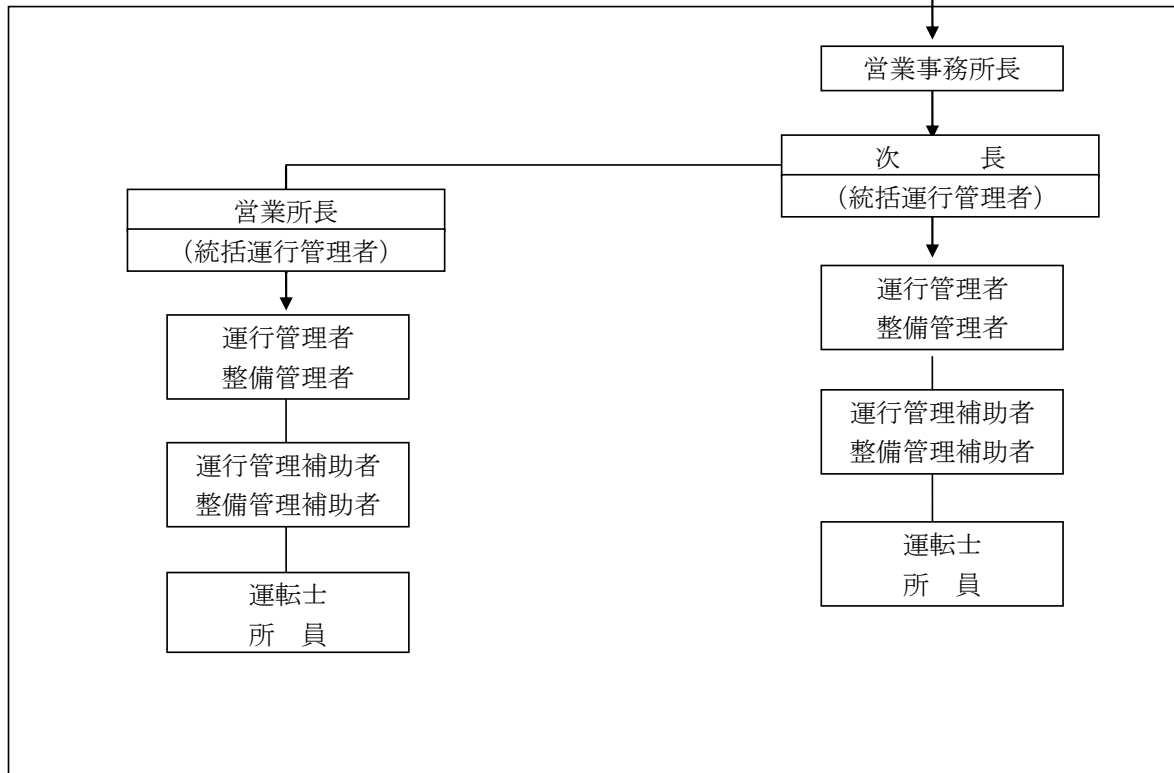 営業事務所長
次　　　長
（統括運行管理者）
運行管理者
整備管理者
運行管理補助者
整備管理補助者
運転士
所　員
営業所長
（統括運行管理者）
運行管理者
整備管理者
運行管理補助者
整備管理補助者
運転士
所　員